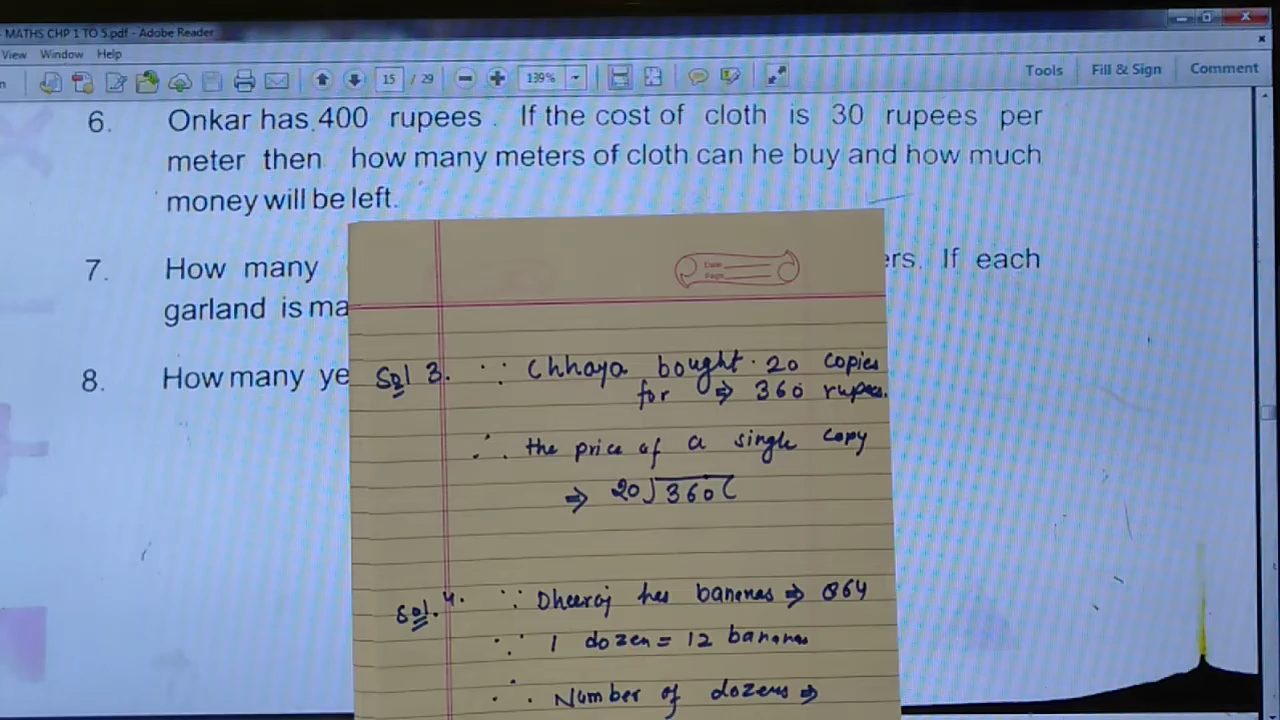 MATHS CHP 1 TO 5.pdf - Adobe Reader
View Window Help
15 / 29 139% Tools Fill & Sign Comment
6. Onkar has 400 rupees . If the cost of cloth is 30 rupees per
meter then how many meters of cloth can he buy and how much
money will be left.
7. How many ers. If each
garland is ma
8. How many ye
Date
Page
Sol 3. ∵ Chhaya bought 20 copies
for ⇒ 360 rupees.
∴ the price of a single copy
⇒ 20)360(
Sol. 4. ∵ Dheeraj has bananas ⇒ 864
∵ 1 dozen = 12 bananas
∴ Number of dozens ⇒